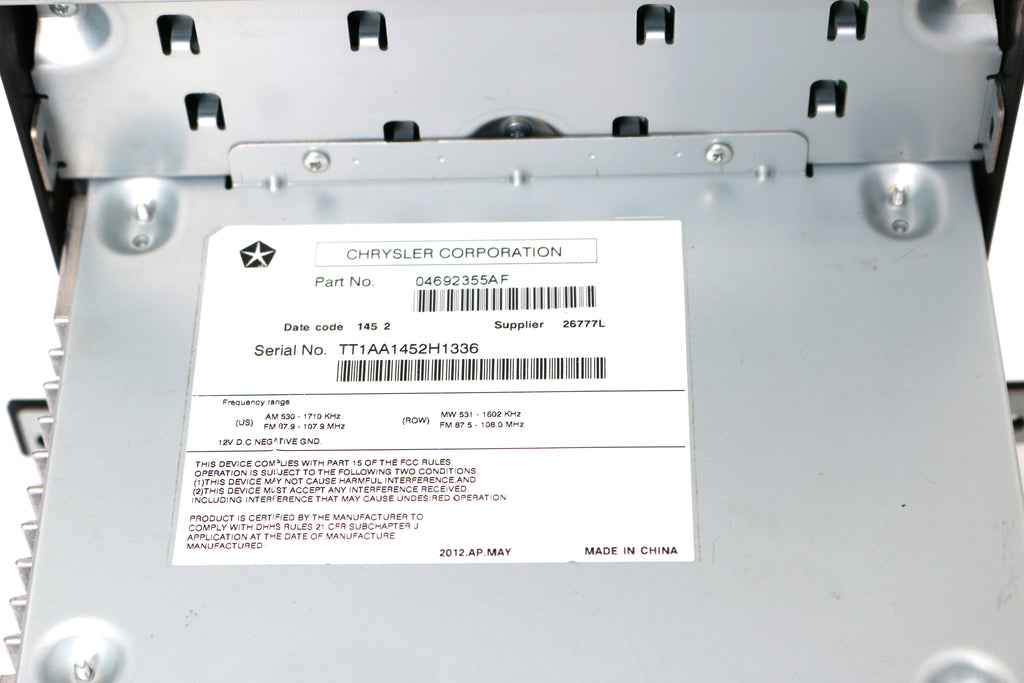 CHRYSLER CORPORATION
Part No. 04692355AF
Date code 145 2 Supplier 26777L
Serial No. TT1AA1452H1336
Frequency range
(US) AM 530 - 1710 KHz
FM 87.9 - 107.9 MHz
(ROW) MW 531 - 1602 KHz
FM 87.5 - 108.0 MHz
12V D.C NEGATIVE GND.
THIS DEVICE COMPLIES WITH PART 15 OF THE FCC RULES.
OPERATION IS SUBJECT TO THE FOLLOWING TWO CONDITIONS
(1)THIS DEVICE MAY NOT CAUSE HARMFUL INTERFERENCE,AND
(2)THIS DEVICE MUST ACCEPT ANY INTERFERENCE RECEIVED,
INCLUDING INTERFERENCE THAT MAY CAUSE UNDESIRED OPERATION
PRODUCT IS CERTIFIED BY THE MANUFACTURER TO
COMPLY WITH DHHS RULES 21 CFR SUBCHAPTER J
APPLICATION AT THE DATE OF MANUFACTURE
MANUFACTURED :
2012.AP.MAY MADE IN CHINA